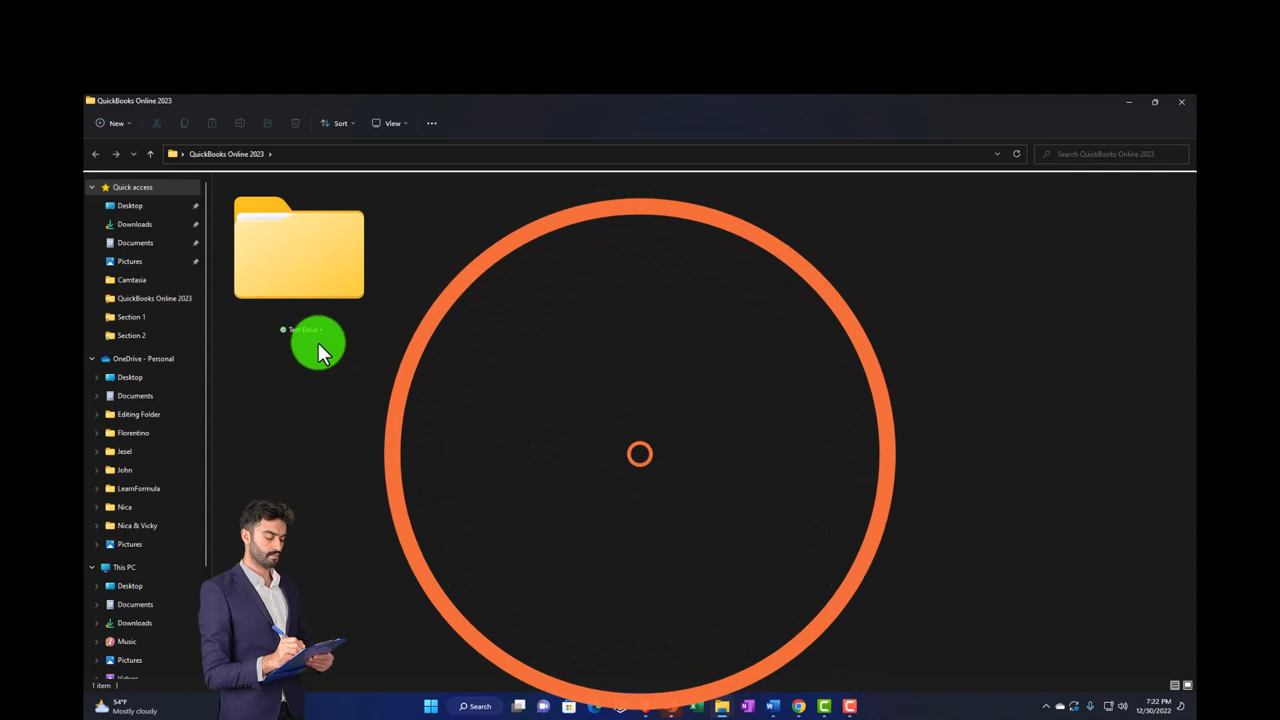 QuickBooks Online 2023
New
Sort
View
QuickBooks Online 2023
Search QuickBooks Online 2023
Quick access
Desktop
Downloads
Documents
Pictures
Camtasia
QuickBooks Online 2023
Section 1
Section 2
OneDrive - Personal
Desktop
Documents
Editing Folder
Florentino
Jesel
John
LearnFormula
Nica
Nica & Vicky
Pictures
This PC
Desktop
Documents
Downloads
Music
Pictures
Test Drive
1 item
54°F
Mostly cloudy
Search
7:22 PM
12/30/2022